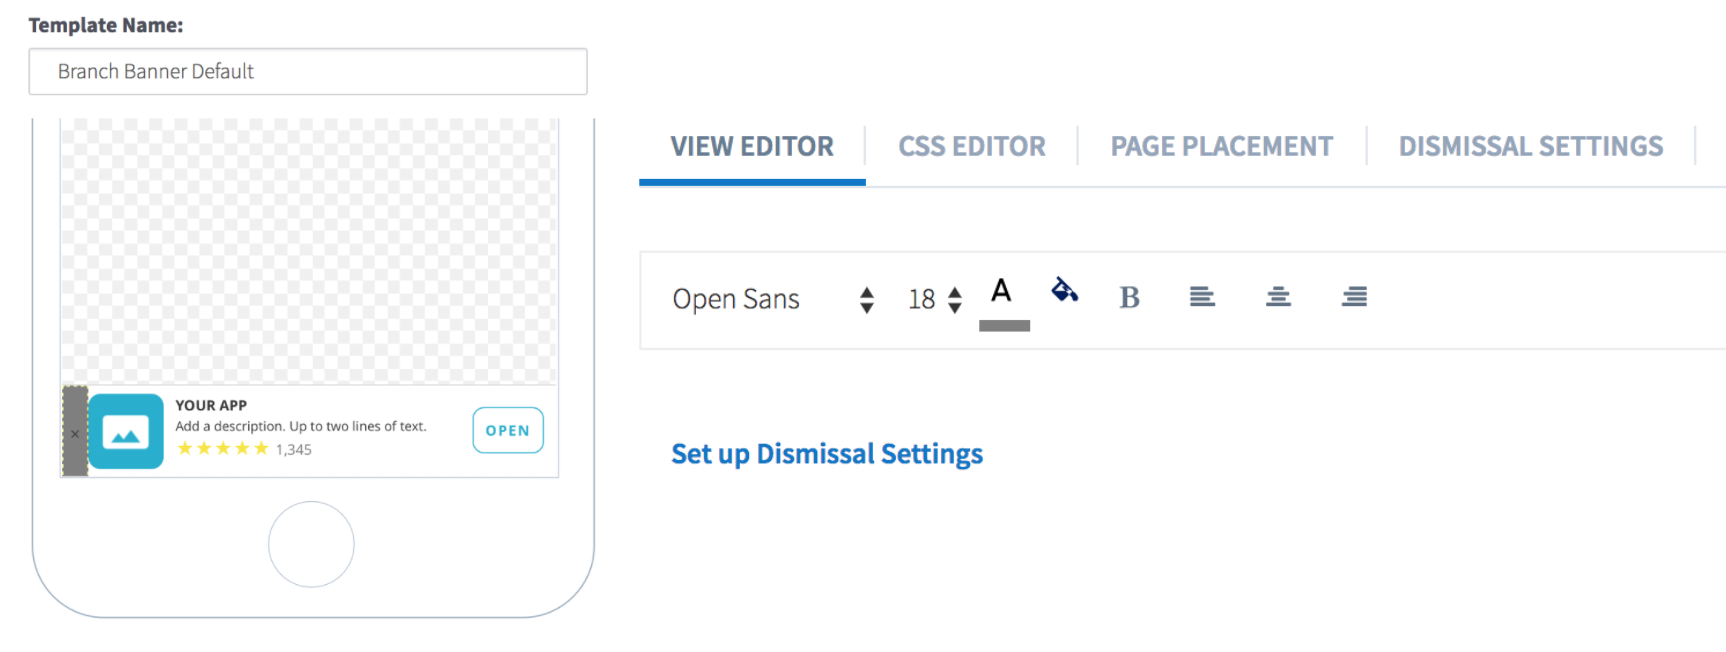 Template Name:
Branch Banner Default
VIEW EDITOR
CSS EDITOR
PAGE PLACEMENT
DISMISSAL SETTINGS
Open Sans
18
A
B
×
YOUR APP
Add a description. Up to two lines of text.
1,345
OPEN
Set up Dismissal Settings